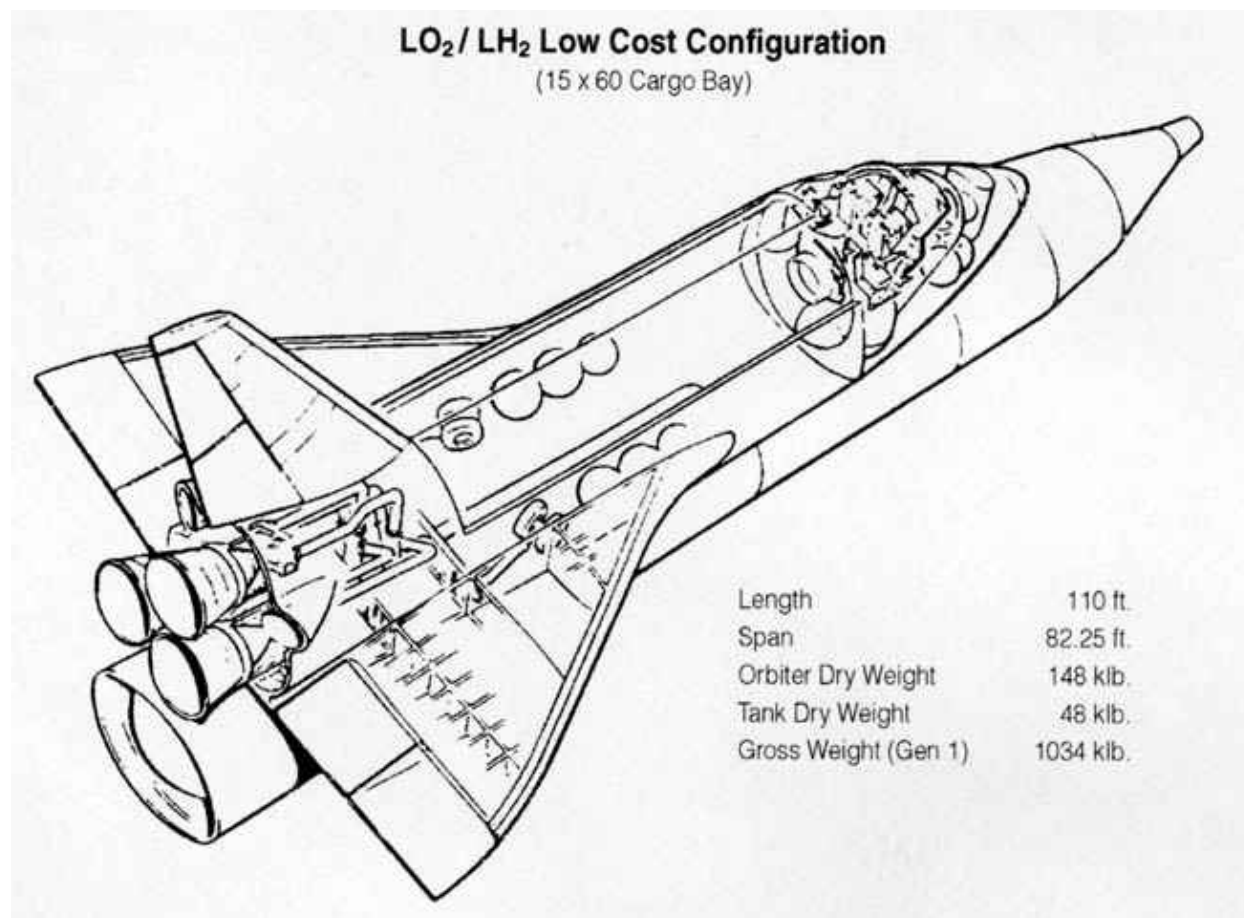 LO₂ / LH₂ Low Cost Configuration
(15 x 60 Cargo Bay)
Length 110 ft.
Span 82.25 ft.
Orbiter Dry Weight 148 klb.
Tank Dry Weight 48 klb.
Gross Weight (Gen 1) 1034 klb.